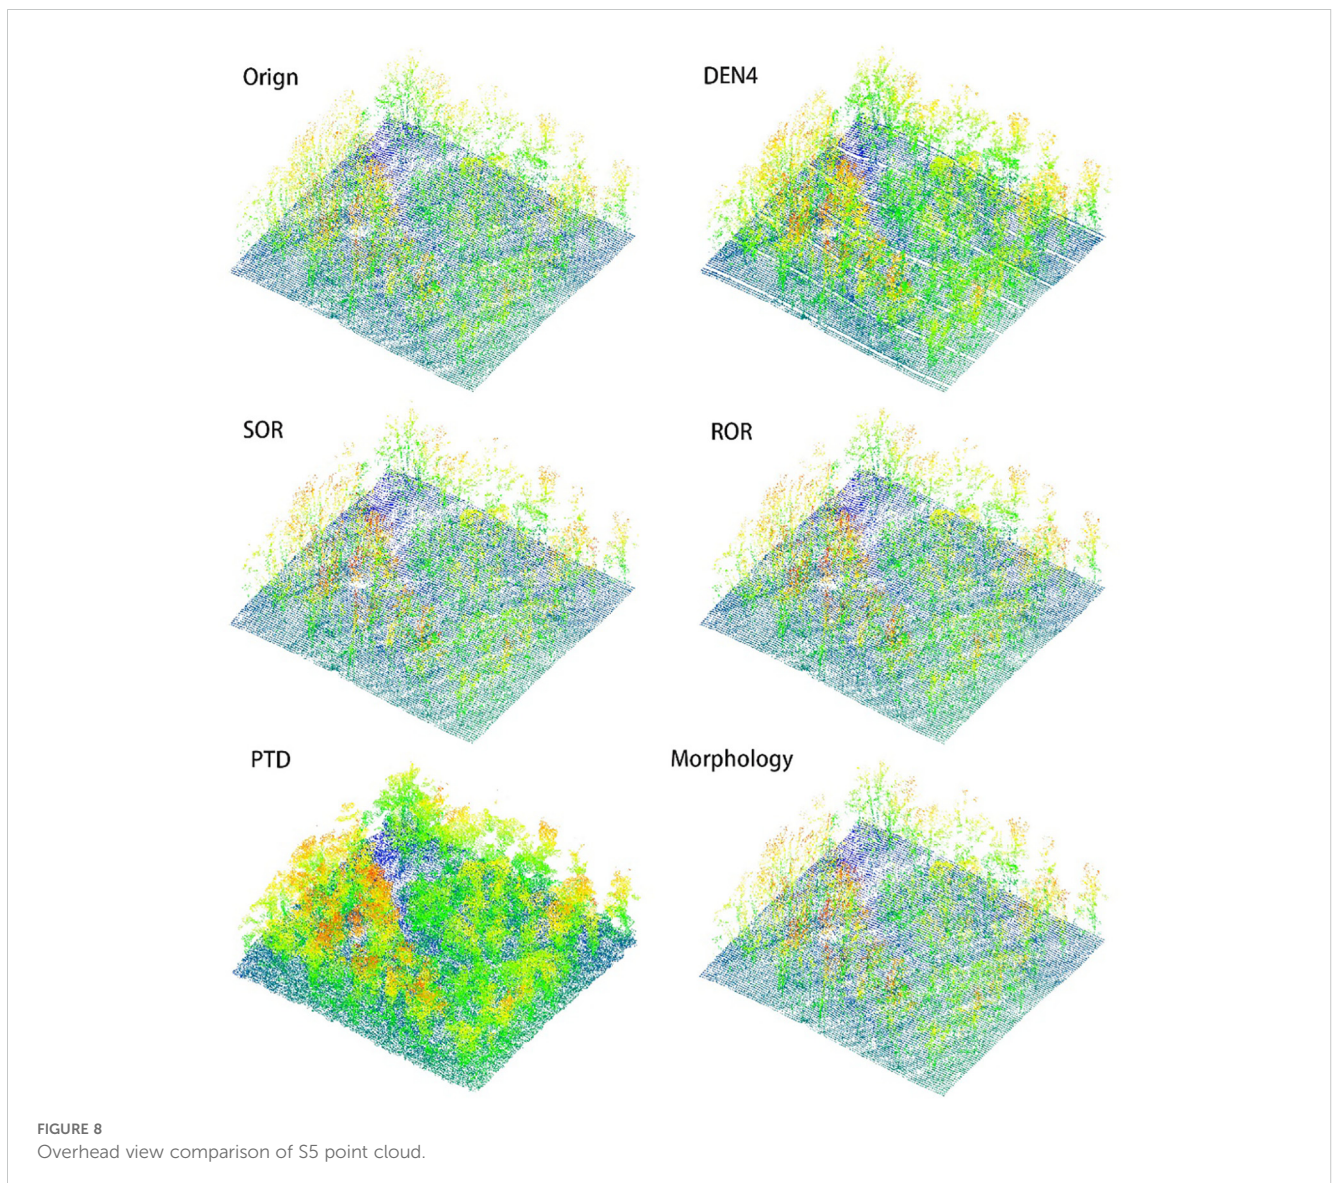 Orign
DEN4
SOR
ROR
PTD
Morphology
FIGURE 8
Overhead view comparison of S5 point cloud.